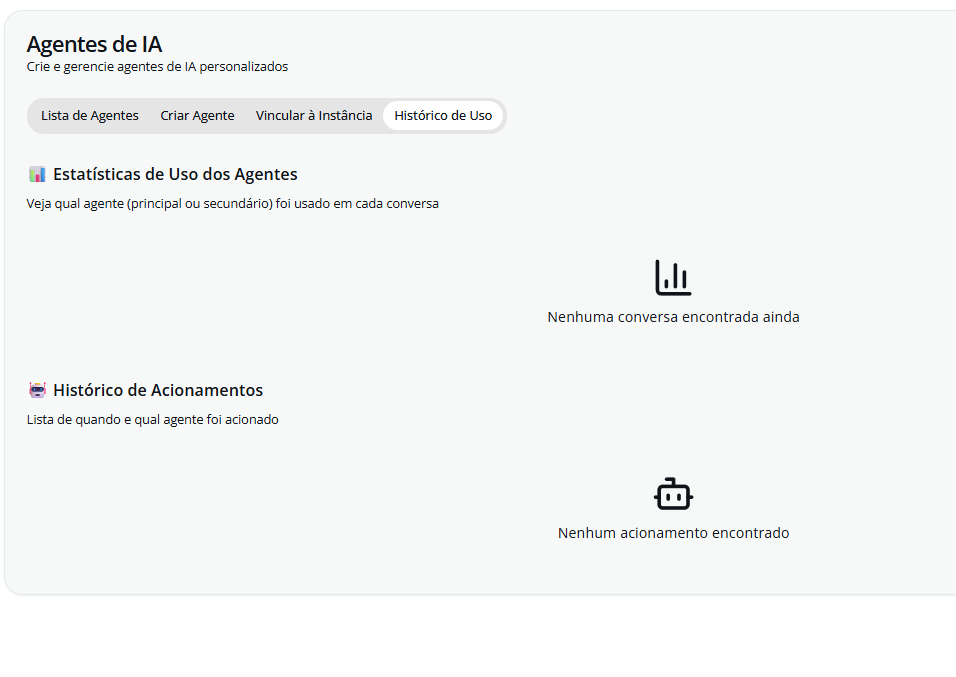 Agentes de IA
Crie e gerencie agentes de IA personalizados
Lista de Agentes Criar Agente Vincular à Instância Histórico de Uso
Estatísticas de Uso dos Agentes
Veja qual agente (principal ou secundário) foi usado em cada conversa
Nenhuma conversa encontrada ainda
Histórico de Acionamentos
Lista de quando e qual agente foi acionado
Nenhum acionamento encontrado